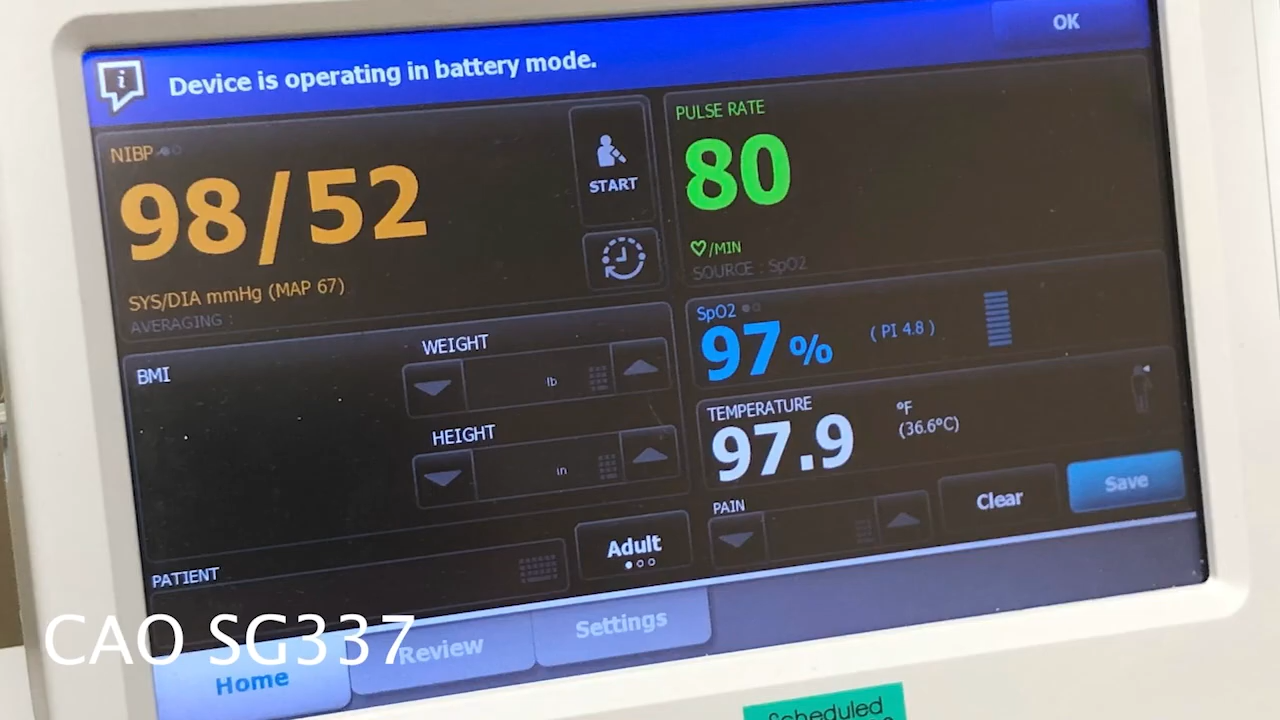 Device is operating in battery mode.
OK
NIBP
98/52
SYS/DIA mmHg (MAP 67)
AVERAGING :
START
PULSE RATE
80
/MIN
SOURCE : SpO2
SpO2
97%
( PI 4.8 )
BMI
WEIGHT
lb
HEIGHT
in
TEMPERATURE
97.9
°F
(36.6°C)
PAIN
Clear
Save
PATIENT
Adult
CAO SG337
Home
Review
Settings
Scheduled